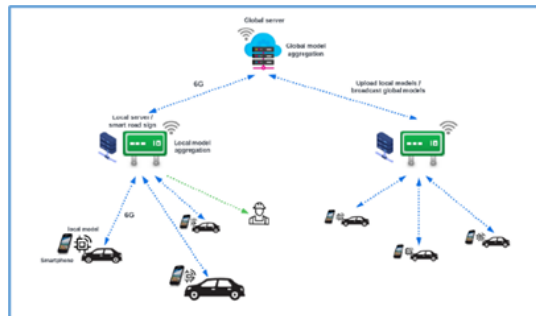 Global server
Global model
aggregation
6G
Upload local models /
broadcast global models
Local server /
smart road sign
Local model
aggregation
local model
6G
Smartphone